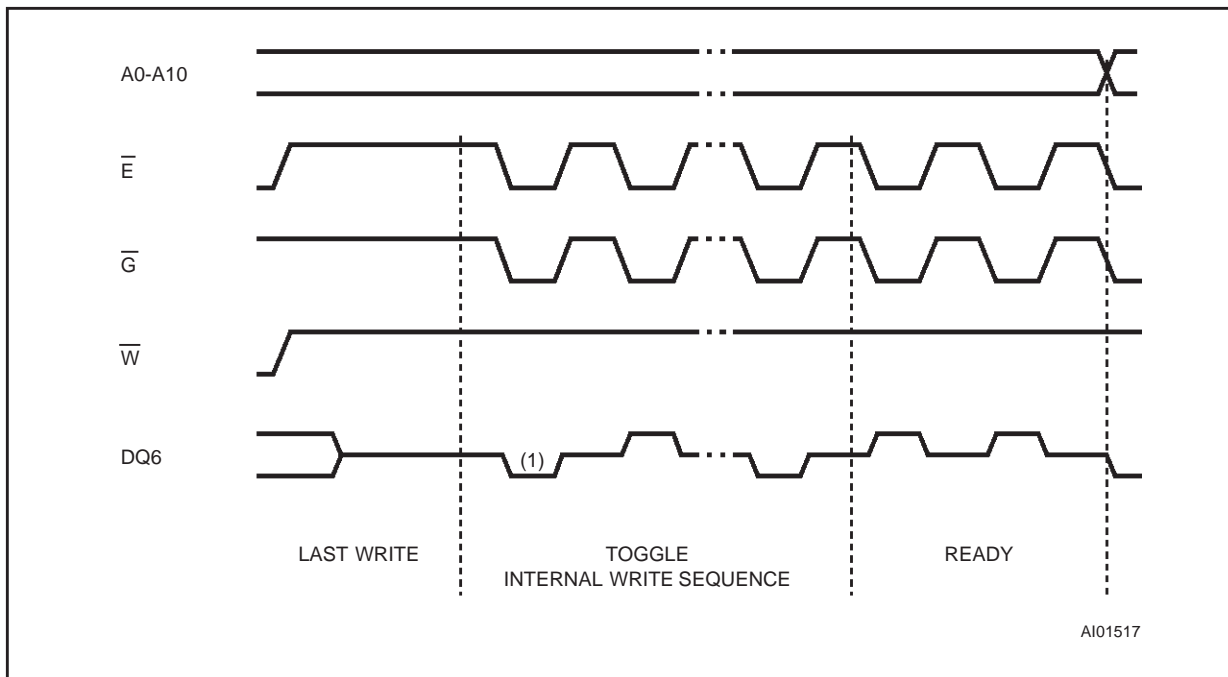 A0-A10
E̅
G̅
W̅
DQ6
(1)
LAST WRITE
TOGGLE
INTERNAL WRITE SEQUENCE
READY
AI01517